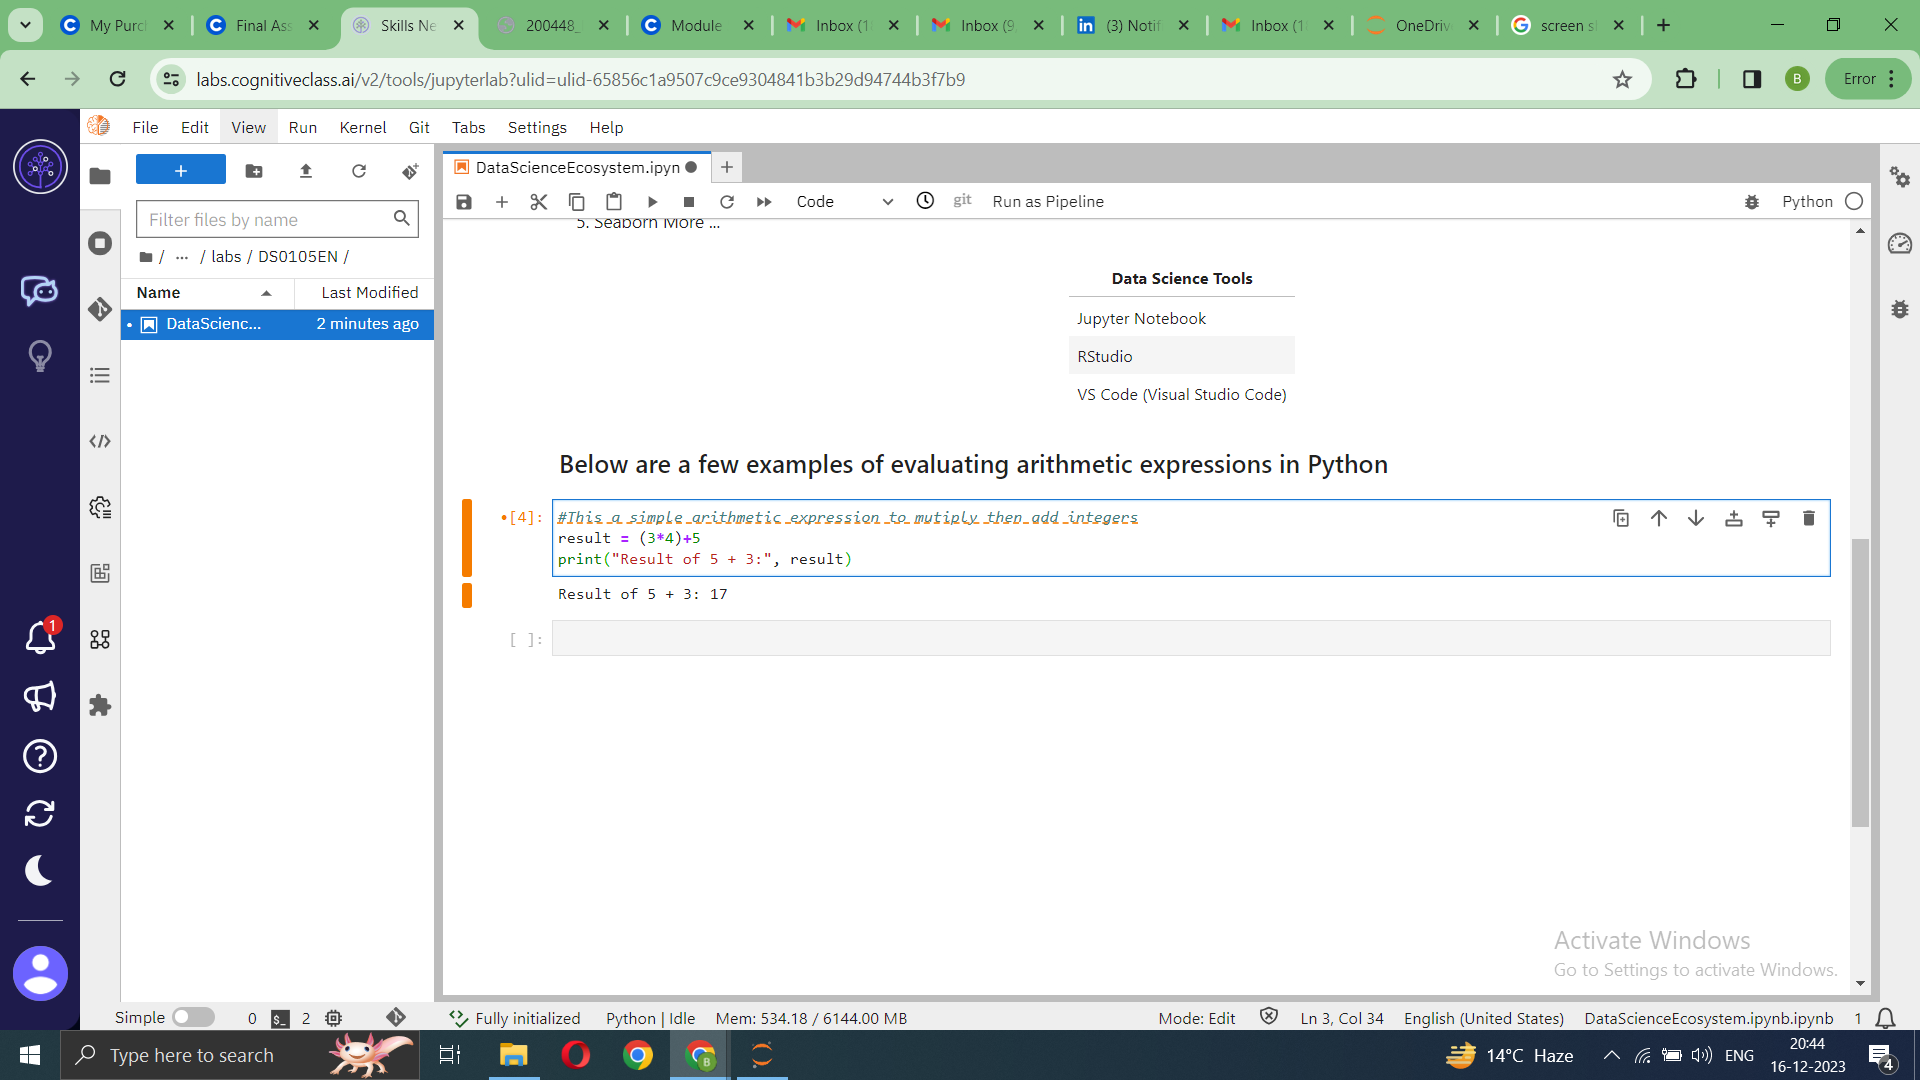 My Purc
Final Ass
Skills Ne
200448_
Module
Inbox (1
Inbox (9
(3) Notif
Inbox (1
OneDriv
screen s
labs.cognitiveclass.ai/v2/tools/jupyterlab?ulid=ulid-65856c1a9507c9ce9304841b3b29d94744b3f7b9
B
Error
File Edit View Run Kernel Git Tabs Settings Help
DataScienceEcosystem.ipyn
Filter files by name
Code
git
Run as Pipeline
Python
/ ... / labs / DS0105EN /
Name
Last Modified
DataScienc...
2 minutes ago
5. Seaborn More ...
Data Science Tools
Jupyter Notebook
RStudio
VS Code (Visual Studio Code)
Below are a few examples of evaluating arithmetic expressions in Python
•[4]:
#This a simple arithmetic expression to mutiply then add integers
result = (3*4)+5
print("Result of 5 + 3:", result)
Result of 5 + 3: 17
[ ]:
1
Activate Windows
Go to Settings to activate Windows.
Simple
0
2
Fully initialized
Python | Idle
Mem: 534.18 / 6144.00 MB
Mode: Edit
Ln 3, Col 34
English (United States)
DataScienceEcosystem.ipynb.ipynb
1
Type here to search
B
14°C Haze
ENG
20:44
16-12-2023
4